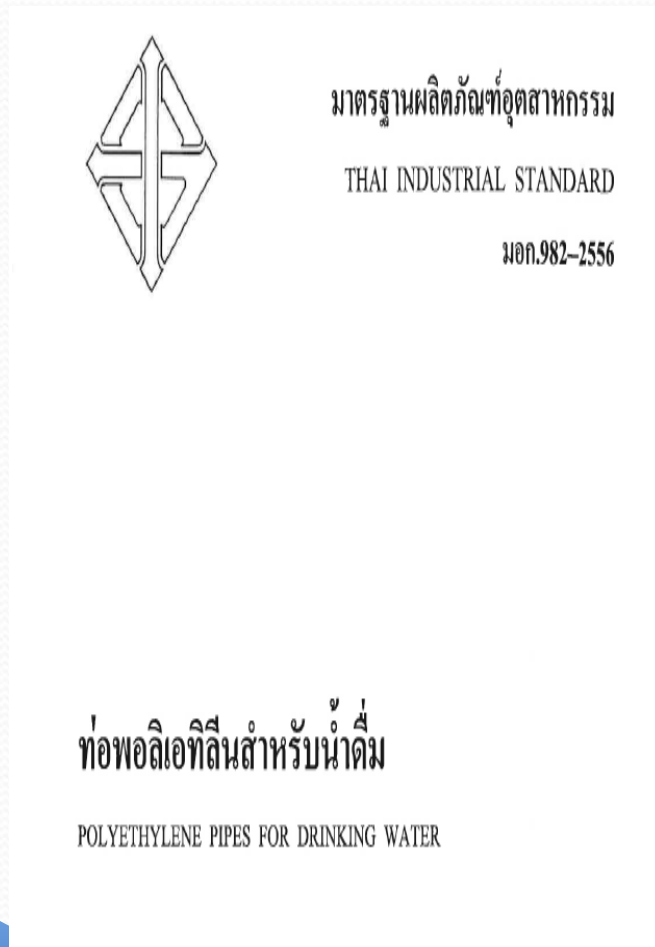 มาตรฐานผลิตภัณฑ์อุตสาหกรรม
THAI INDUSTRIAL STANDARD
มอก.982–2556
ท่อพอลิเอทิลีนสำหรับน้ำดื่ม
POLYETHYLENE PIPES FOR DRINKING WATER